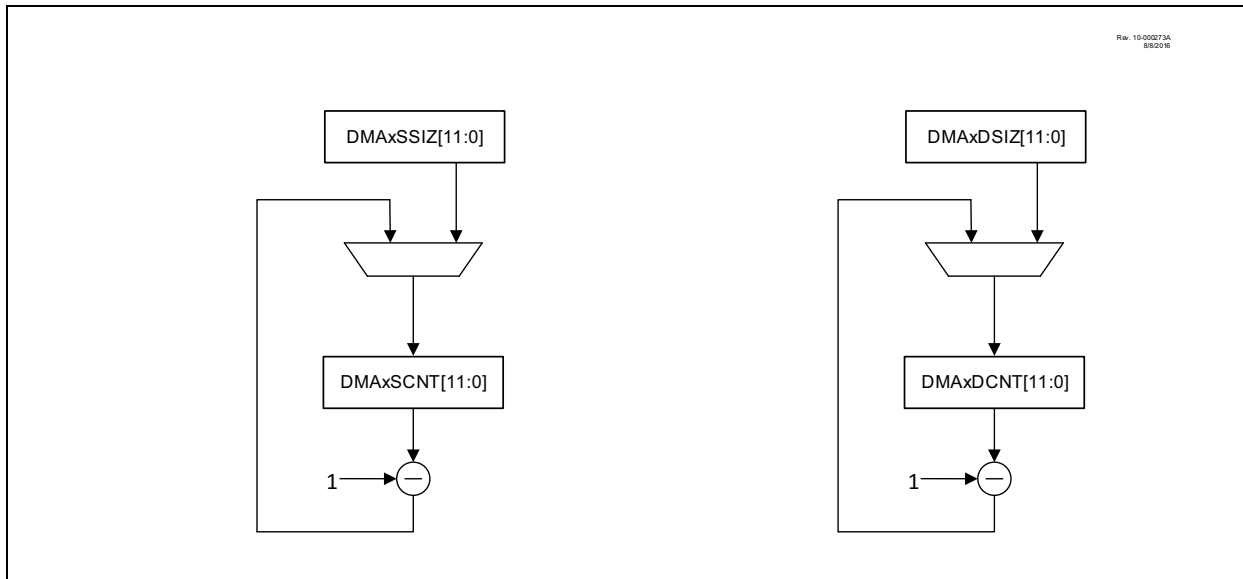 Rev. 10-000273A
8/8/2016
DMAxSSIZ[11:0]
DMAxDSIZ[11:0]
DMAxSCNT[11:0]
DMAxDCNT[11:0]
1
1